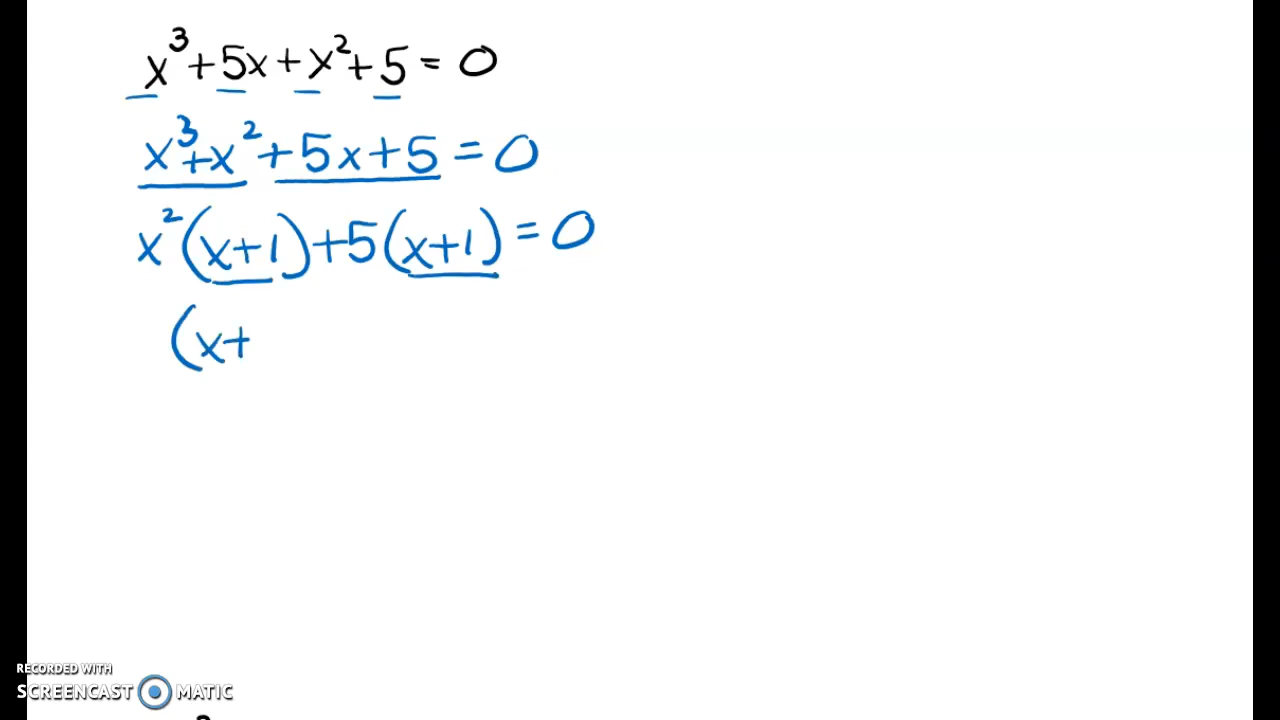 x³+5x+x²+5=0
x³+x²+5x+5=0
x²(x+1)+5(x+1)=0
(x+
RECORDED WITH
SCREENCAST MATIC